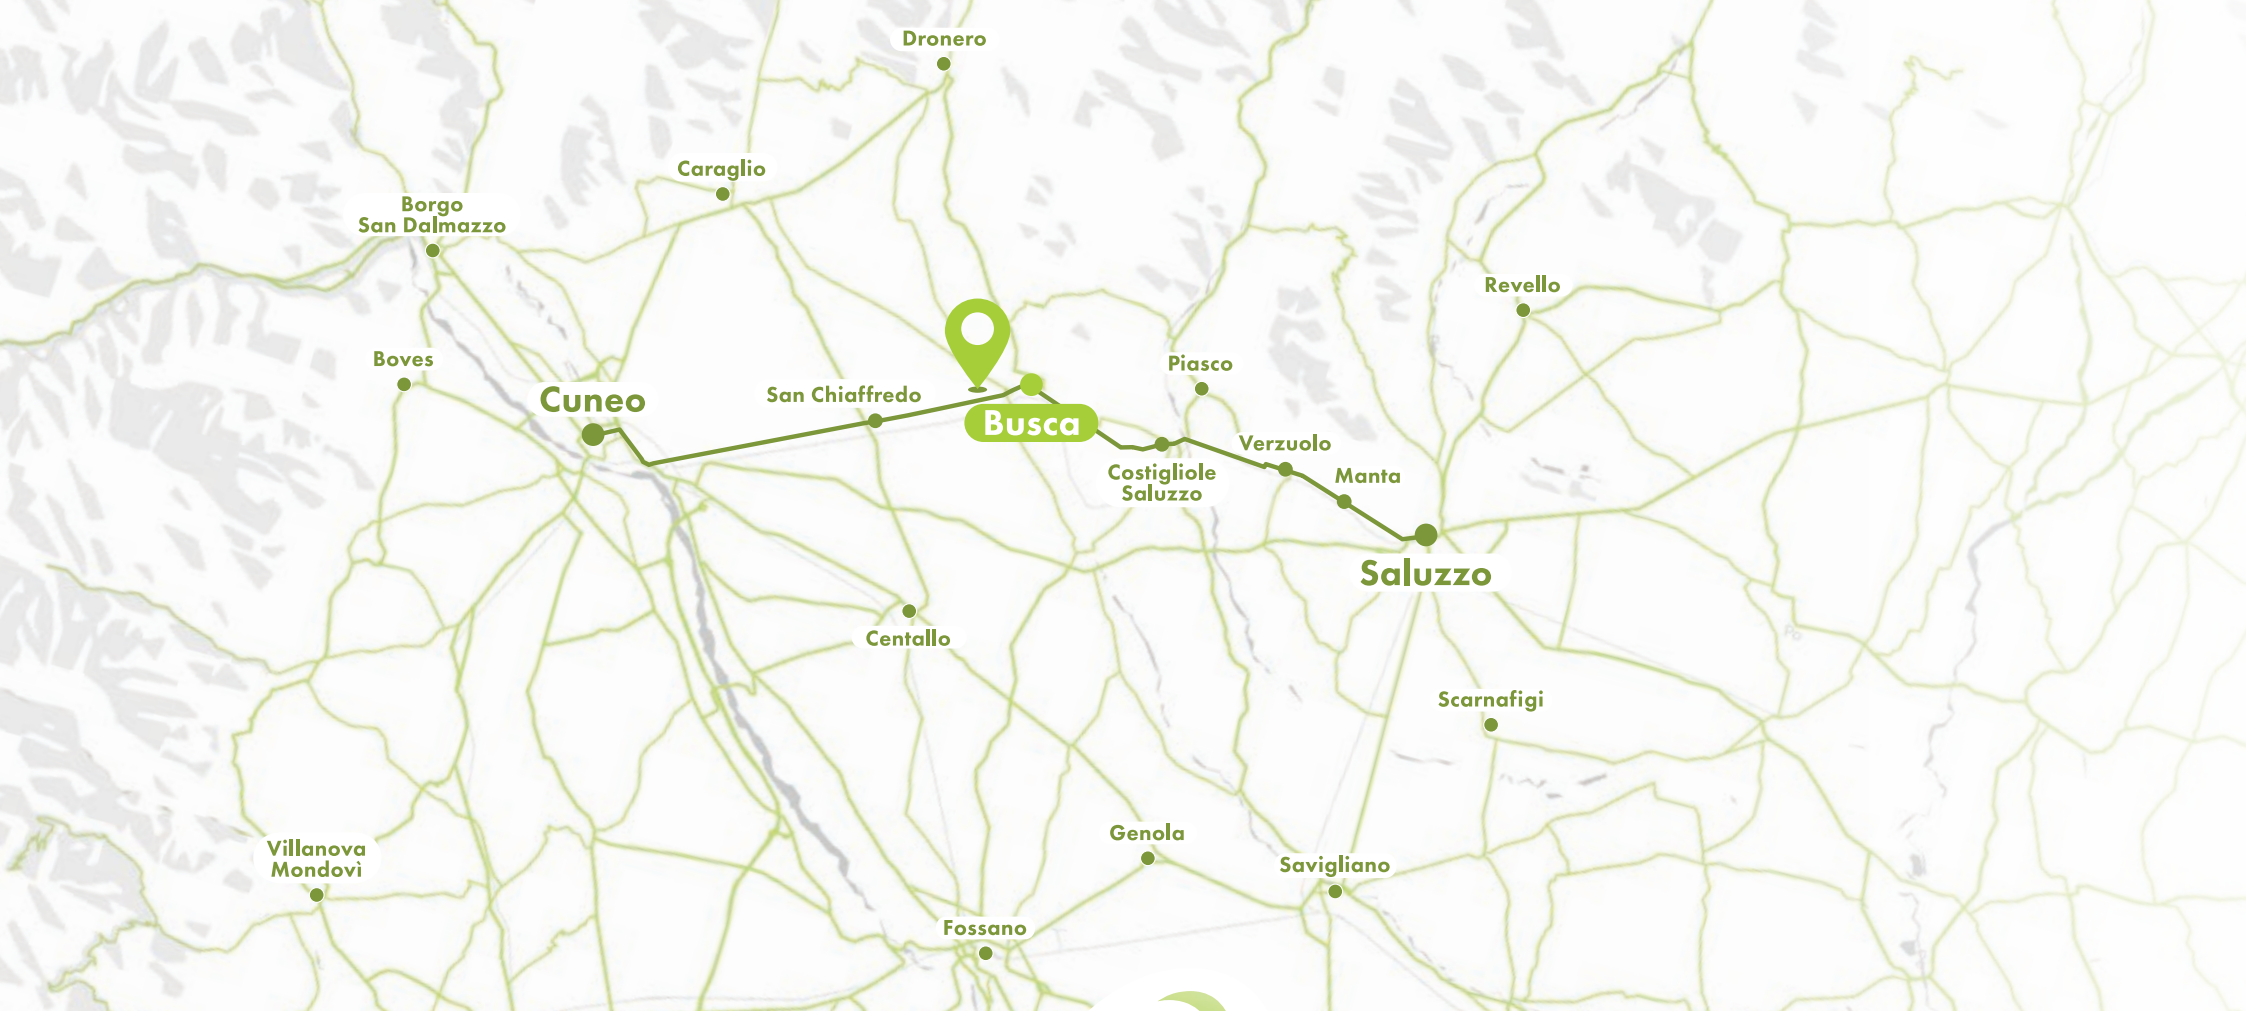 Dronero
Caraglio
Borgo
San Dalmazzo
Revello
Boves
Piasco
San Chiaffredo
Cuneo
Busca
Verzuolo
Costigliole
Saluzzo
Manta
Saluzzo
Centallo
Po
Scarnafigi
Genola
Villanova
Mondovì
Savigliano
Fossano